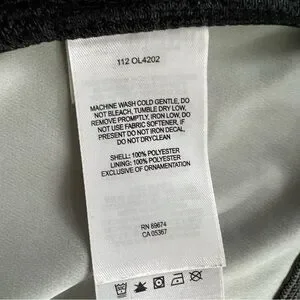 112 OL4202
MACHINE WASH COLD GENTLE, DO
NOT BLEACH, TUMBLE DRY LOW,
REMOVE PROMPTLY, IRON LOW, DO
NOT USE FABRIC SOFTENER, IF
PRESENT DO NOT IRON DECAL,
DO NOT DRYCLEAN
SHELL: 100% POLYESTER
LINING: 100% POLYESTER
EXCLUSIVE OF ORNAMENTATION
RN 69674
CA 05367